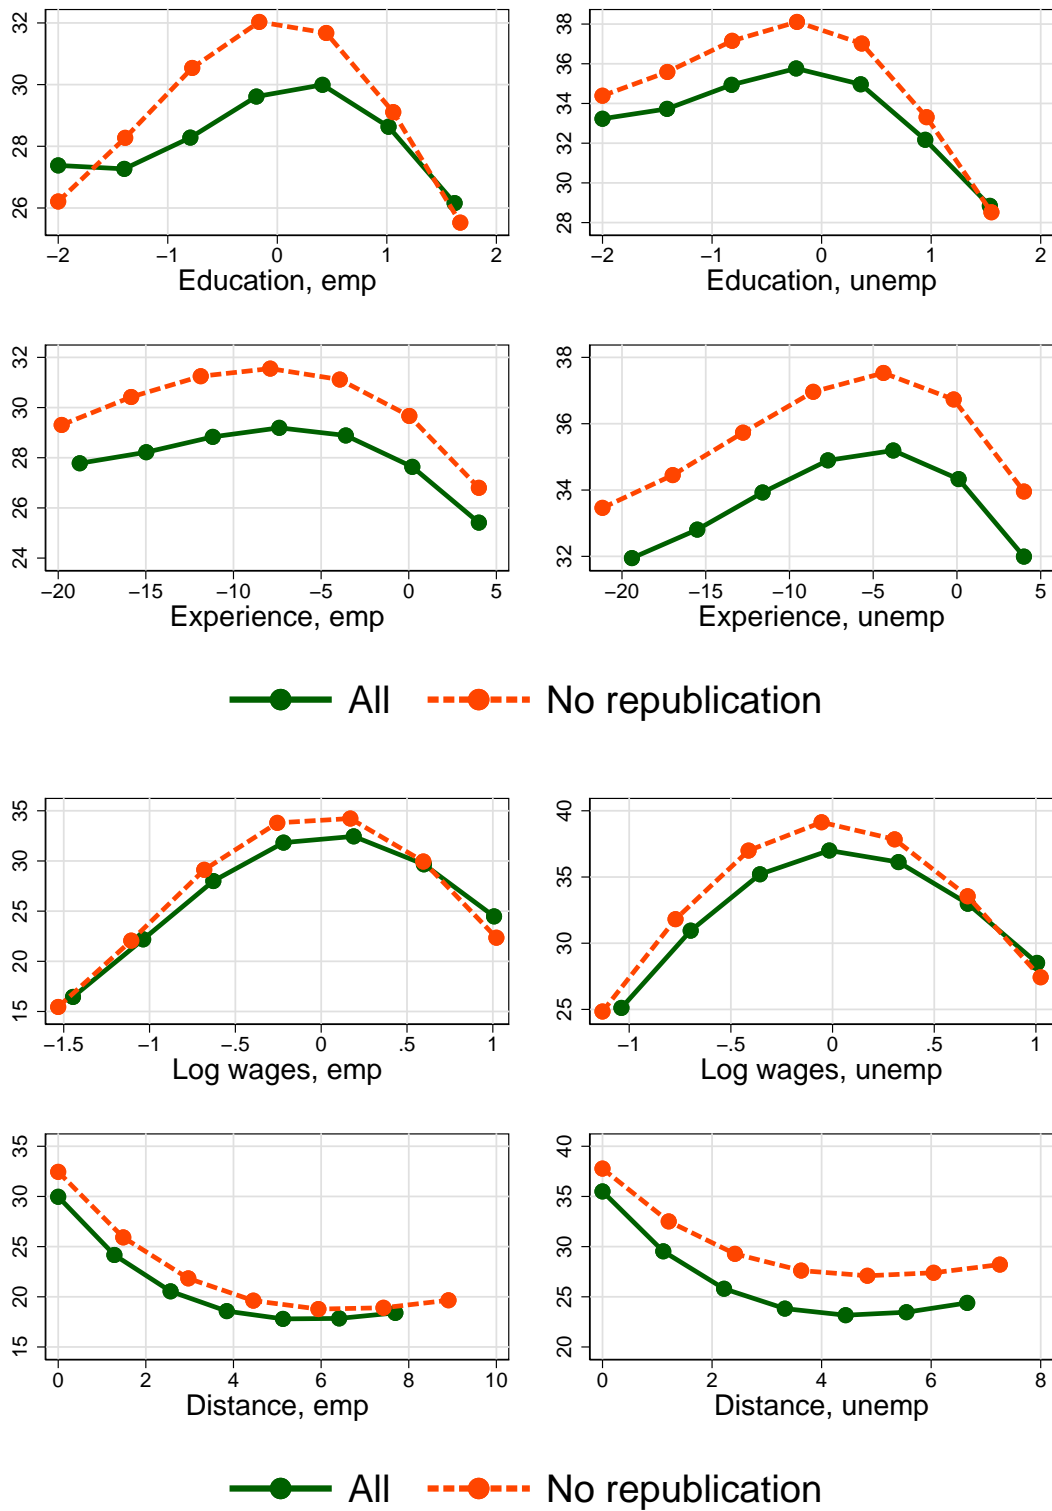 32
30
28
26
−2 −1 0 1 2
Education, emp
38
36
34
32
30
28
−2 −1 0 1 2
Education, unemp
32
30
28
26
24
−20 −15 −10 −5 0 5
Experience, emp
38
36
34
32
−20 −15 −10 −5 0 5
Experience, unemp
All No republication
35
30
25
20
15
−1.5 −1 −.5 0 .5 1
Log wages, emp
40
35
30
25
−1 −.5 0 .5 1
Log wages, unemp
35
30
25
20
15
0 2 4 6 8 10
Distance, emp
40
35
30
25
20
0 2 4 6 8
Distance, unemp
All No republication